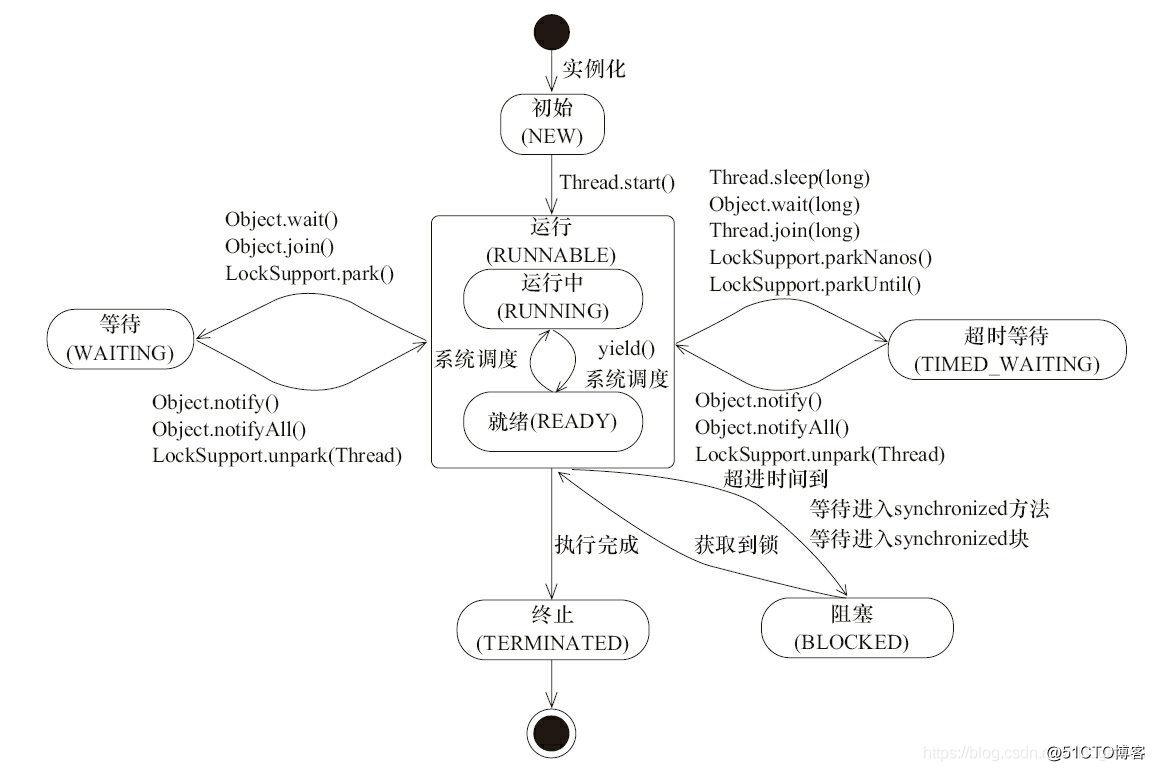 实例化
初始
(NEW)
Thread.start()
Object.wait()
Object.join()
LockSupport.park()
Thread.sleep(long)
Object.wait(long)
Thread.join(long)
LockSupport.parkNanos()
LockSupport.parkUntil()
运行
(RUNNABLE)
运行中
(RUNNING)
系统调度
yield()
系统调度
就绪(READY)
等待
(WAITING)
超时等待
(TIMED_WAITING)
Object.notify()
Object.notifyAll()
LockSupport.unpark(Thread)
Object.notify()
Object.notifyAll()
LockSupport.unpark(Thread)
超进时间到
等待进入synchronized方法
等待进入synchronized块
执行完成
获取到锁
终止
(TERMINATED)
阻塞
(BLOCKED)
https://blog.csdn.n
@51CTO博客